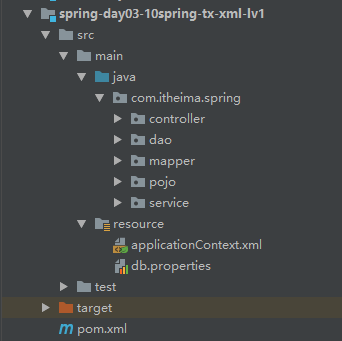 spring-day03-10spring-tx-xml-lv1
src
main
java
com.itheima.spring
controller
dao
mapper
pojo
service
resource
applicationContext.xml
db.properties
test
target
pom.xml